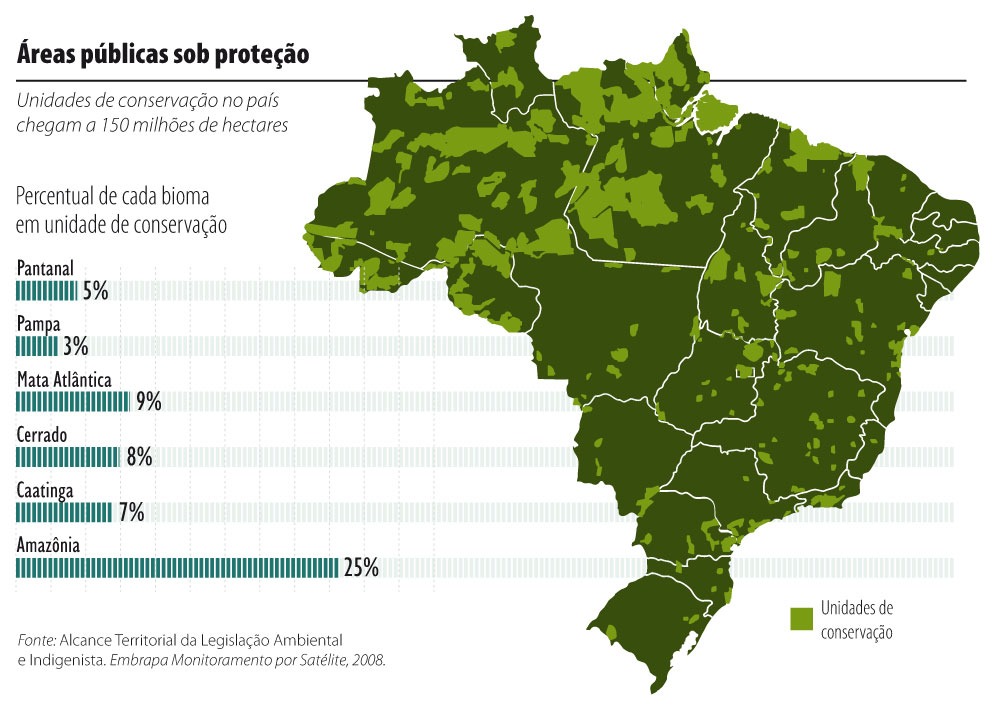 Áreas públicas sob proteção
Unidades de conservação no país
chegam a 150 milhões de hectares
Percentual de cada bioma
em unidade de conservação
Pantanal
5%
Pampa
3%
Mata Atlântica
9%
Cerrado
8%
Caatinga
7%
Amazônia
25%
Unidades de
conservação
Fonte: Alcance Territorial da Legislação Ambiental
e Indigenista. Embrapa Monitoramento por Satélite, 2008.